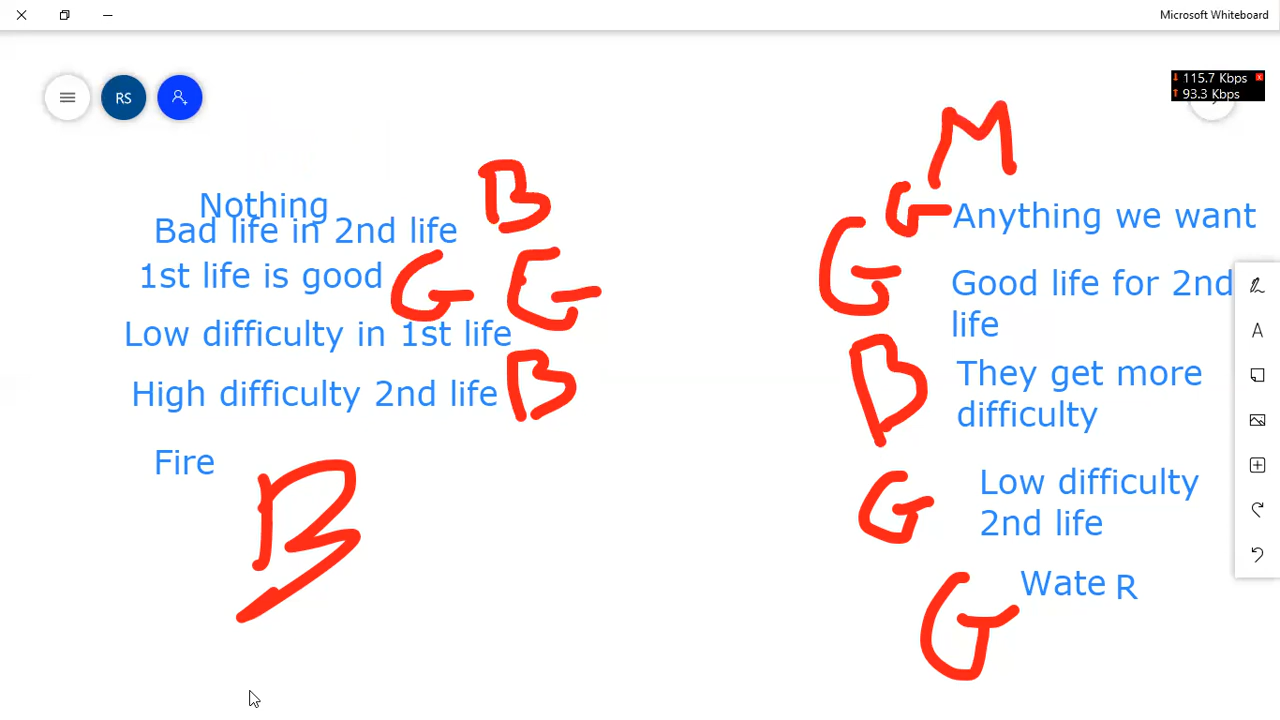 Microsoft Whiteboard
RS
115.7 Kbps
93.3 Kbps
Nothing
Bad life in 2nd life B
1st life is good G G
Low difficulty in 1st life
High difficulty 2nd life B
Fire
B
M
G Anything we want
G Good life for 2nd
life
B They get more
difficulty
G Low difficulty
2nd life
G Wate R